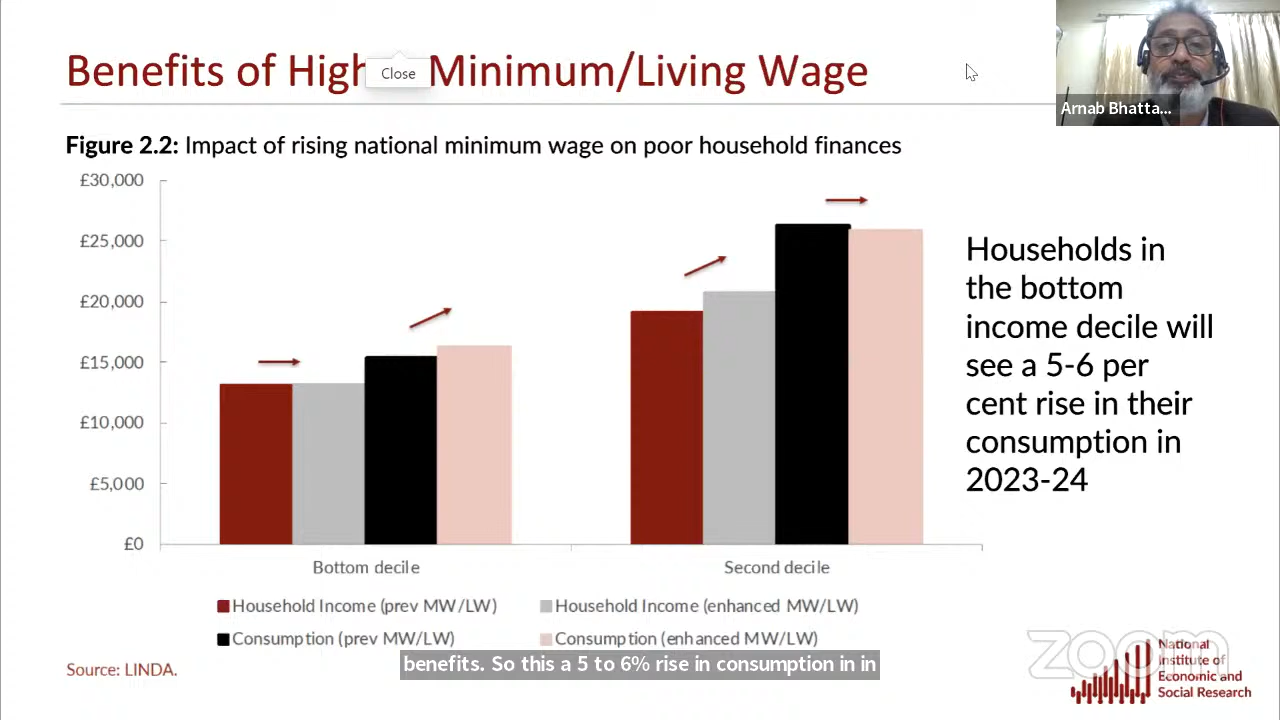 Benefits of High Minimum/Living Wage
Close
Arnab Bhatta...
Figure 2.2: Impact of rising national minimum wage on poor household finances
£30,000
£25,000
£20,000
£15,000
£10,000
£5,000
£0
Bottom decile
Second decile
Households in
the bottom
income decile will
see a 5-6 per
cent rise in their
consumption in
2023-24
Household Income (prev MW/LW)
Household Income (enhanced MW/LW)
Consumption (prev MW/LW)
Consumption (enhanced MW/LW)
benefits. So this a 5 to 6% rise in consumption in in
Source: LINDA.
zoom
National
Institute of
Economic and
Social Research